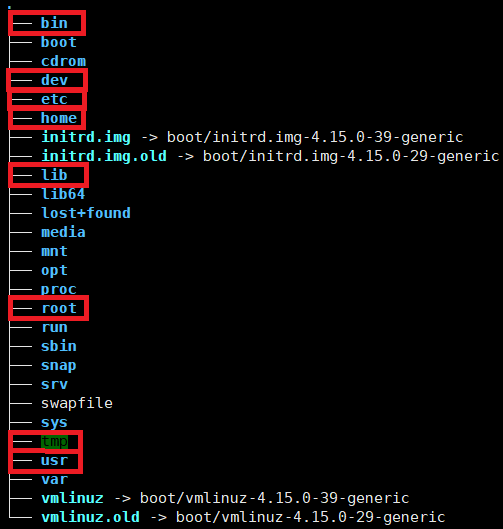 .
├── bin
├── boot
├── cdrom
├── dev
├── etc
├── home
├── initrd.img -> boot/initrd.img-4.15.0-39-generic
├── initrd.img.old -> boot/initrd.img-4.15.0-29-generic
├── lib
├── lib64
├── lost+found
├── media
├── mnt
├── opt
├── proc
├── root
├── run
├── sbin
├── snap
├── srv
├── swapfile
├── sys
├── tmp
├── usr
├── var
├── vmlinuz -> boot/vmlinuz-4.15.0-39-generic
└── vmlinuz.old -> boot/vmlinuz-4.15.0-29-generic